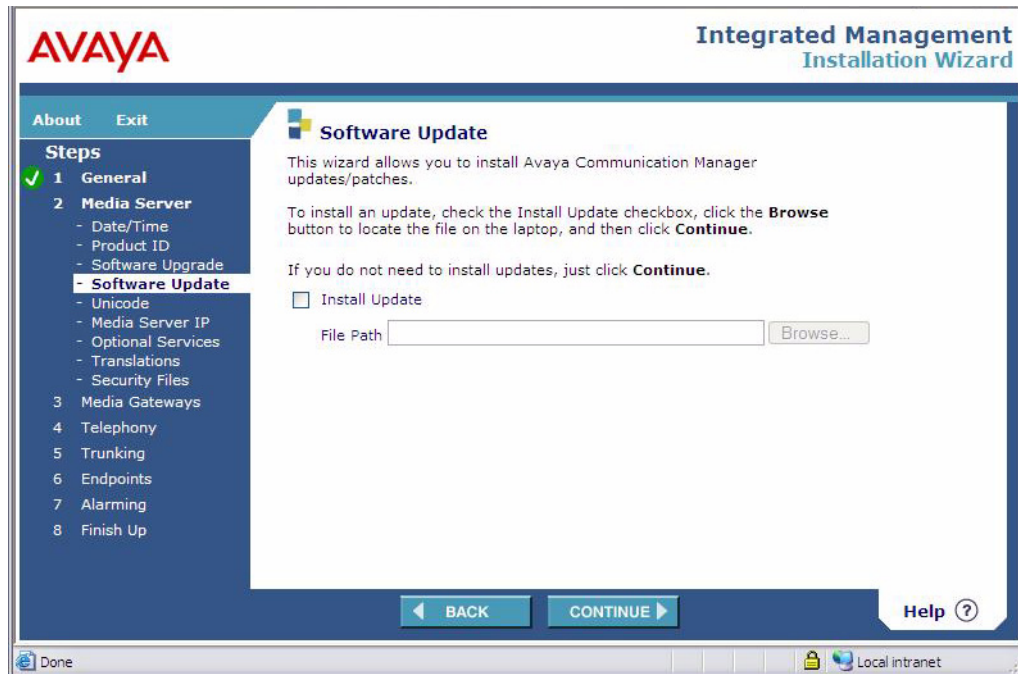 AVAYA
Integrated Management
Installation Wizard
About Exit
Steps
1 General
2 Media Server
- Date/Time
- Product ID
- Software Upgrade
- Software Update
- Unicode
- Media Server IP
- Optional Services
- Translations
- Security Files
3 Media Gateways
4 Telephony
5 Trunking
6 Endpoints
7 Alarming
8 Finish Up
Software Update
This wizard allows you to install Avaya Communication Manager
updates/patches.
To install an update, check the Install Update checkbox, click the Browse
button to locate the file on the laptop, and then click Continue.
If you do not need to install updates, just click Continue.
Install Update
File Path Browse...
BACK CONTINUE
Help ?
Done Local intranet